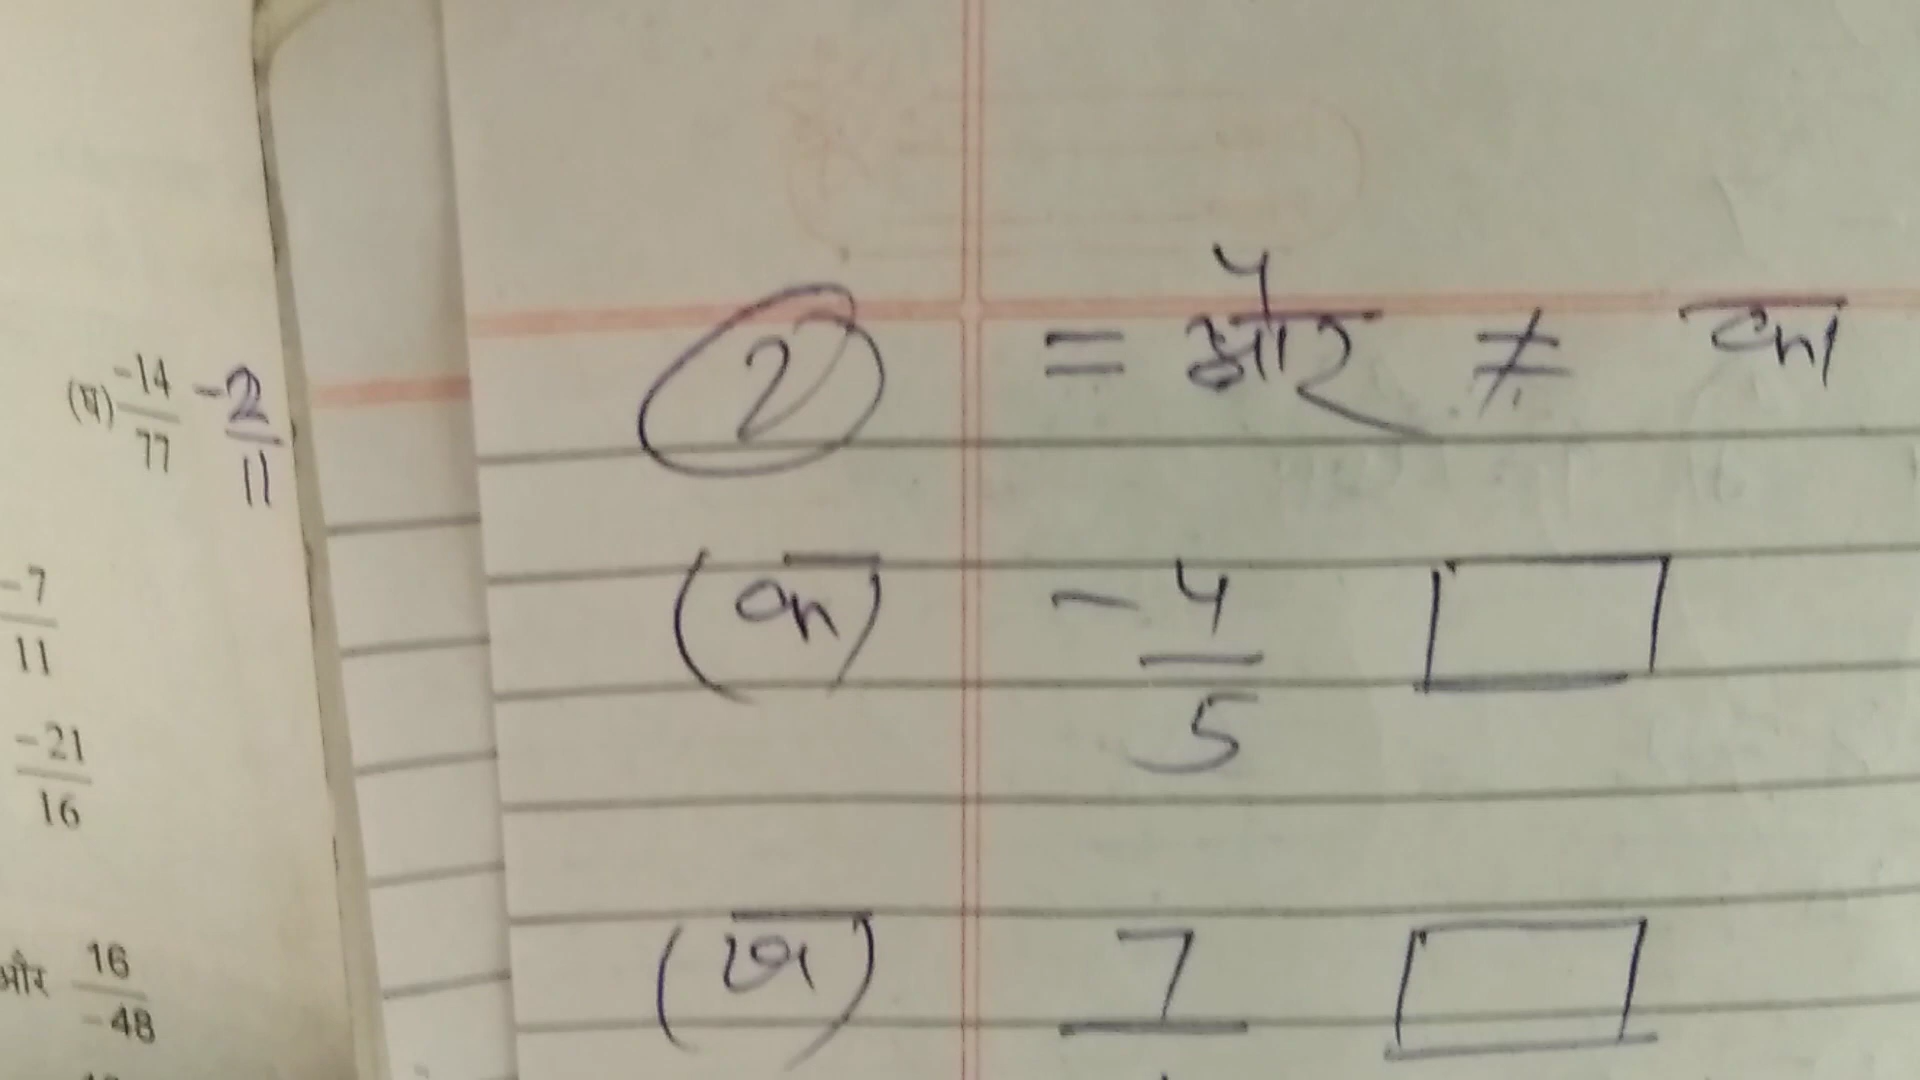 (घ) -14/77 -2/11
-7/11
-21/16
और 16/-48
2 = और ≠ का
(क) -4/5
(ख) 7